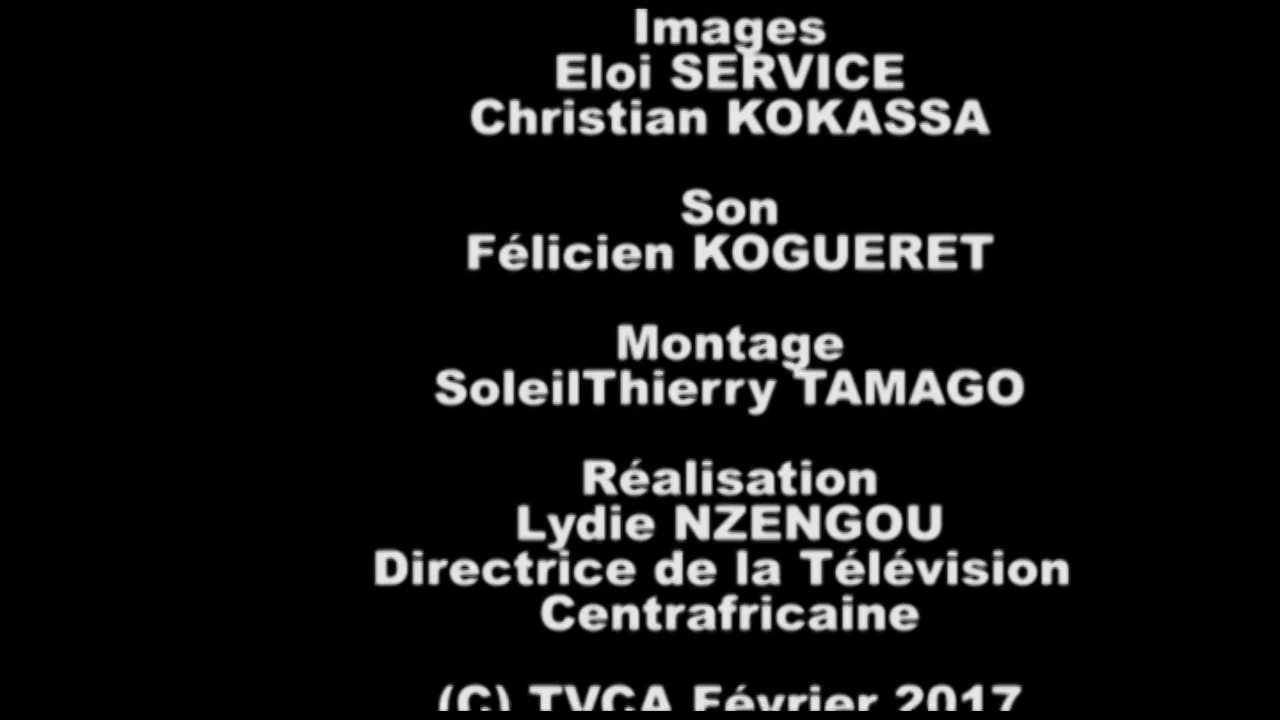 Images
Eloi SERVICE
Christian KOKASSA
Son
Félicien KOGUERET
Montage
SoleilThierry TAMAGO
Réalisation
Lydie NZENGOU
Directrice de la Télévision
Centrafricaine
(C) TVCA Février 2017